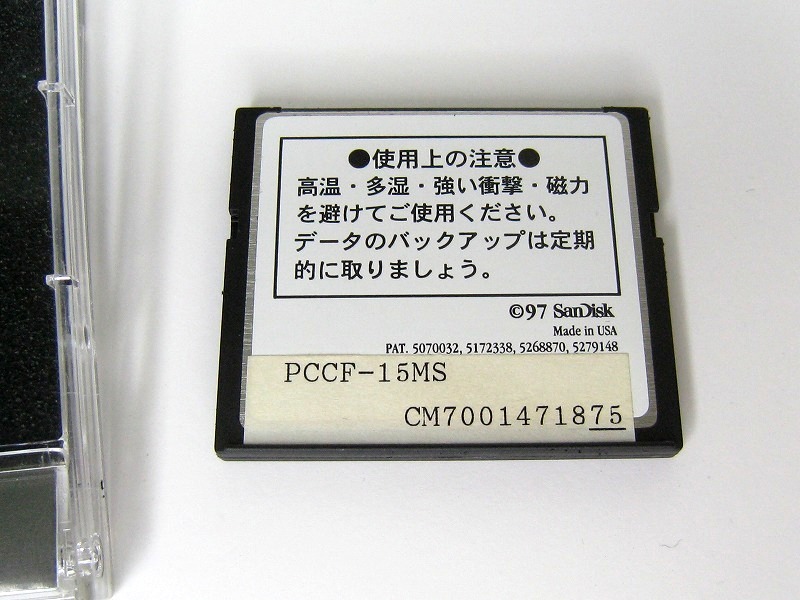 ●使用上の注意●
高温・多湿・強い衝撃・磁力
を避けてご使用ください。
データのバックアップは定期
的に取りましょう。
©97 SanDisk
Made in USA
PAT. 5070032, 5172338, 5268870, 5279148
PCCF-15MS
CM7001471875